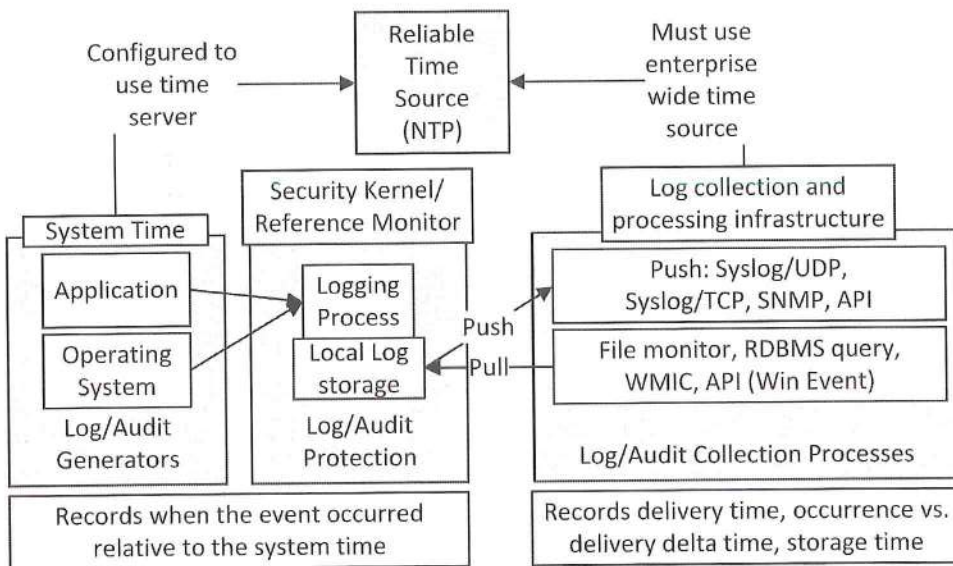 Configured to
use time
server
Reliable
Time
Source
(NTP)
Must use
enterprise
wide time
source
System Time
Application
Operating
System
Log/Audit
Generators
Security Kernel/
Reference Monitor
Logging
Process
Local Log
storage
Log/Audit
Protection
Push
Pull
Log collection and
processing infrastructure
Push: Syslog/UDP,
Syslog/TCP, SNMP, API
File monitor, RDBMS query,
WMIC, API (Win Event)
Log/Audit Collection Processes
Records when the event occurred
relative to the system time
Records delivery time, occurrence vs.
delivery delta time, storage time